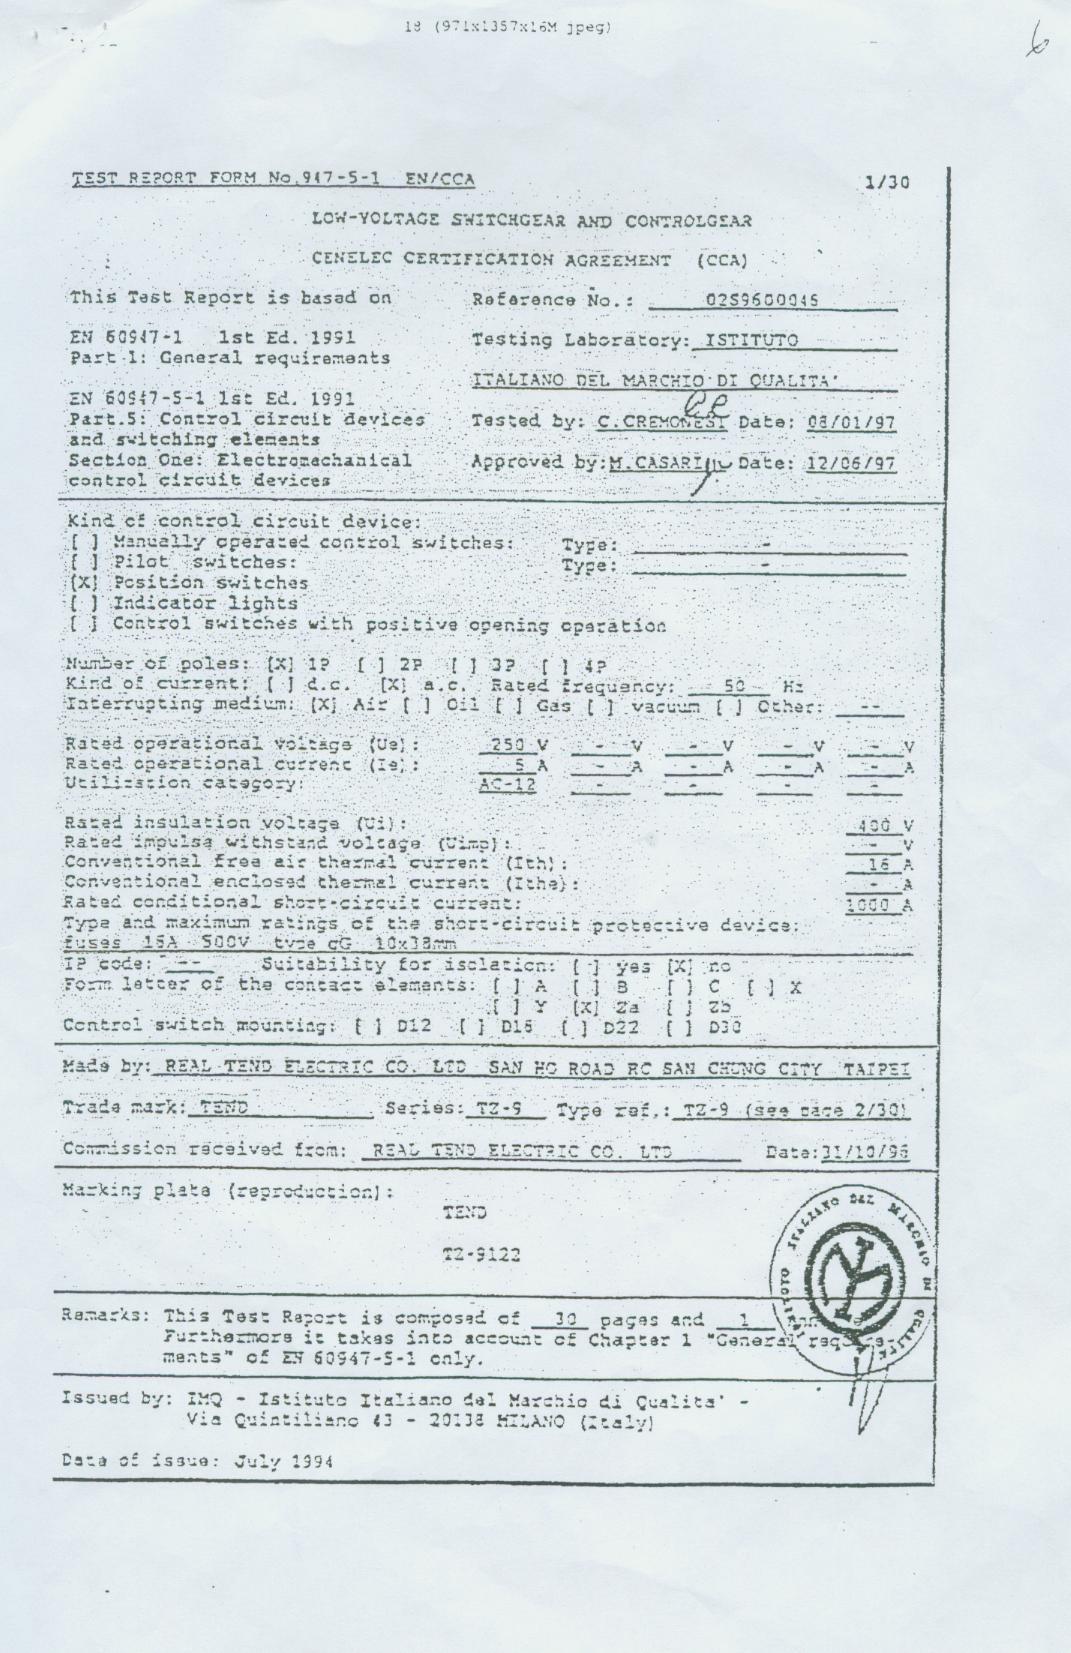 18 (971x1357x16M jpeg)
6
TEST REPORT FORM No.947-5-1 EN/CCA 1/30
LOW-VOLTAGE SWITCHGEAR AND CONTROLGEAR
CENELEC CERTIFICATION AGREEMENT (CCA)
This Test Report is based on
EN 60947-1 1st Ed. 1991
Part 1: General requirements
EN 60947-5-1 1st Ed. 1991
Part.5: Control circuit devices
and switching elements
Section One: Electromechanical
control circuit devices
Reference No.: 02S9600045
Testing Laboratory: ISTITUTO
ITALIANO DEL MARCHIO DI QUALITA'
Tested by: C.CREMONESI Date: 08/01/97
Approved by: M.CASARI Date: 12/06/97
Kind of control circuit device:
[ ] Manually operated control switches: Type: -
[ ] Pilot switches: Type: -
[X] Position switches
[ ] Indicator lights
[ ] Control switches with positive opening operation
Number of poles: [X] 1P [ ] 2P [ ] 3P [ ] 4P
Kind of current: [ ] d.c. [X] a.c. Rated frequency: 50 Hz
Interrupting medium: [X] Air [ ] Oil [ ] Gas [ ] vacuum [ ] Other: --
Rated operational voltage (Ue): 250 V - V - V - V - V
Rated operational current (Ie): 5 A - A - A - A - A
Utilization category: AC-12 - - - -
Rated insulation voltage (Ui): 400 V
Rated impulse withstand voltage (Uimp): - V
Conventional free air thermal current (Ith): 16 A
Conventional enclosed thermal current (Ithe): - A
Rated conditional short-circuit current: 1000 A
Type and maximum ratings of the short-circuit protective device:
fuses 16A 500V type gG 10x38mm
IP code: -- Suitability for isolation: [ ] yes [X] no
Form letter of the contact elements: [ ] A [ ] B [ ] C [ ] X
[ ] Y [X] Za [ ] Zb
Control switch mounting: [ ] D12 [ ] D16 [ ] D22 [ ] D30
Made by: REAL TEND ELECTRIC CO. LTD SAN HO ROAD RC SAN CHUNG CITY TAIPEI
Trade mark: TEND Series: TZ-9 Type ref.: TZ-9 (see page 2/30)
Commission received from: REAL TEND ELECTRIC CO. LTD Date: 31/10/96
Marking plate (reproduction):
TEND
TZ-9122
ISTITUTO ITALIANO DEL MARCHIO DI QUALITA'
Remarks: This Test Report is composed of 30 pages and 1
Furthermore it takes into account of Chapter 1 "General require-
ments" of EN 60947-5-1 only.
Issued by: IMQ - Istituto Italiano del Marchio di Qualita' -
Via Quintiliano 43 - 20138 MILANO (Italy)
Date of issue: July 1994